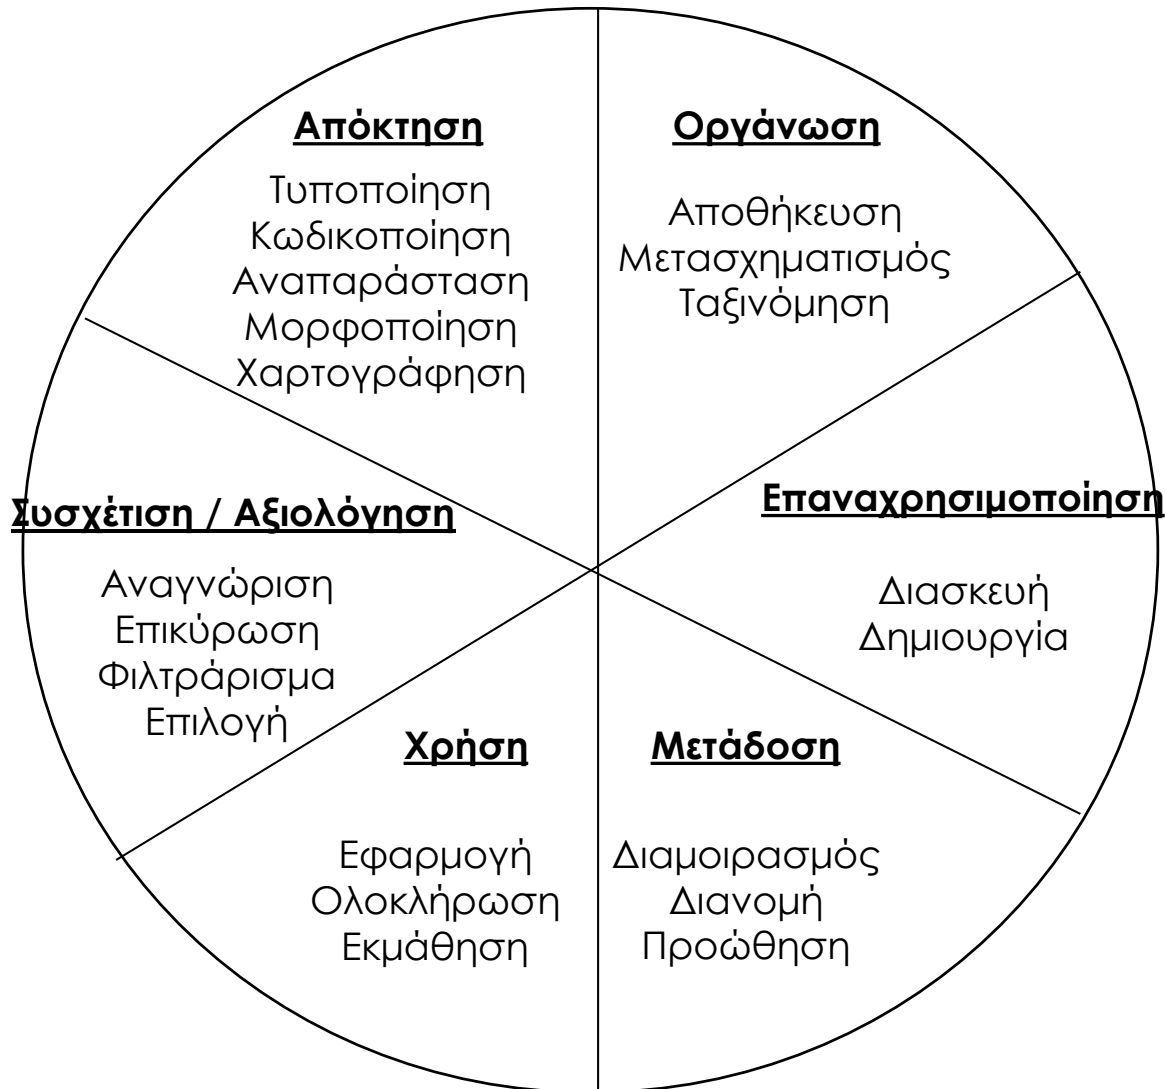 Απόκτηση
Τυποποίηση
Κωδικοποίηση
Αναπαράσταση
Μορφοποίηση
Χαρτογράφηση
Οργάνωση
Αποθήκευση
Μετασχηματισμός
Ταξινόμηση
Συσχέτιση / Αξιολόγηση
Αναγνώριση
Επικύρωση
Φιλτράρισμα
Επιλογή
Επαναχρησιμοποίηση
Διασκευή
Δημιουργία
Χρήση
Εφαρμογή
Ολοκλήρωση
Εκμάθηση
Μετάδοση
Διαμοιρασμός
Διανομή
Προώθηση